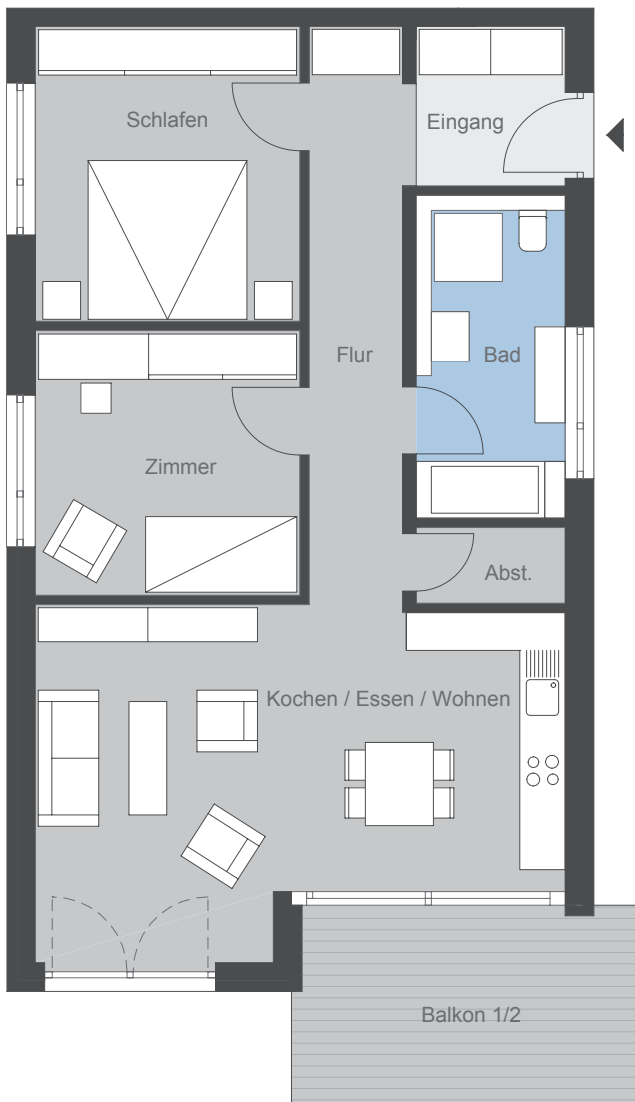 Schlafen
Eingang
Flur
Bad
Zimmer
Abst.
Kochen / Essen / Wohnen
Balkon 1/2